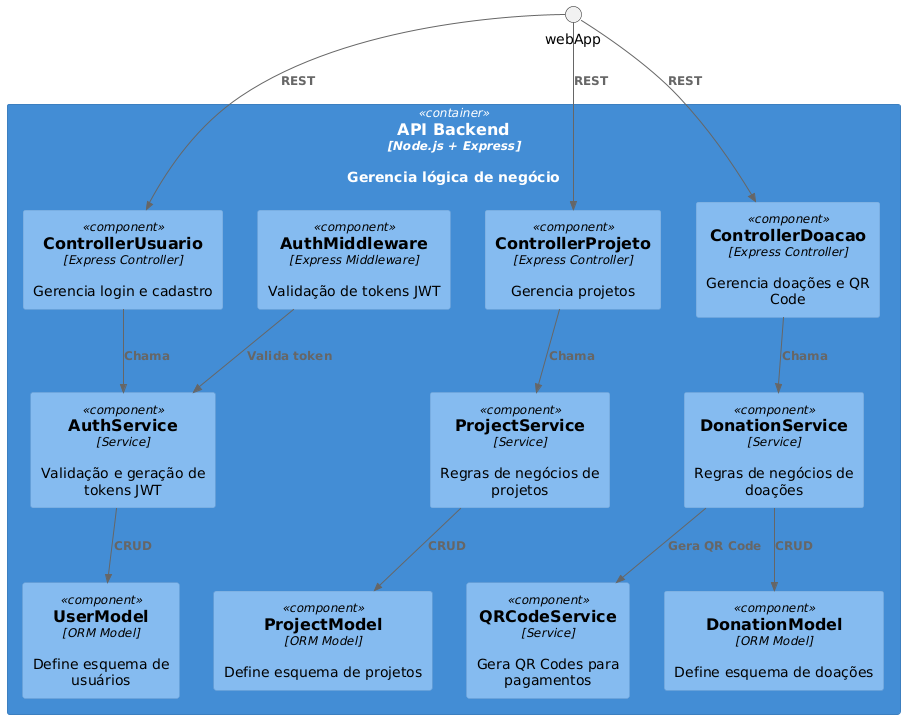 webApp
REST
REST
REST
«container»
API Backend
[Node.js + Express]
Gerencia lógica de negócio
«component»
ControllerUsuario
[Express Controller]
Gerencia login e cadastro
«component»
AuthMiddleware
[Express Middleware]
Validação de tokens JWT
«component»
ControllerProjeto
[Express Controller]
Gerencia projetos
«component»
ControllerDoacao
[Express Controller]
Gerencia doações e QR
Code
Chama
Valida token
Chama
Chama
«component»
AuthService
[Service]
Validação e geração de
tokens JWT
«component»
ProjectService
[Service]
Regras de negócios de
projetos
«component»
DonationService
[Service]
Regras de negócios de
doações
CRUD
CRUD
Gera QR Code
CRUD
«component»
UserModel
[ORM Model]
Define esquema de
usuários
«component»
ProjectModel
[ORM Model]
Define esquema de projetos
«component»
QRCodeService
[Service]
Gera QR Codes para
pagamentos
«component»
DonationModel
[ORM Model]
Define esquema de doações